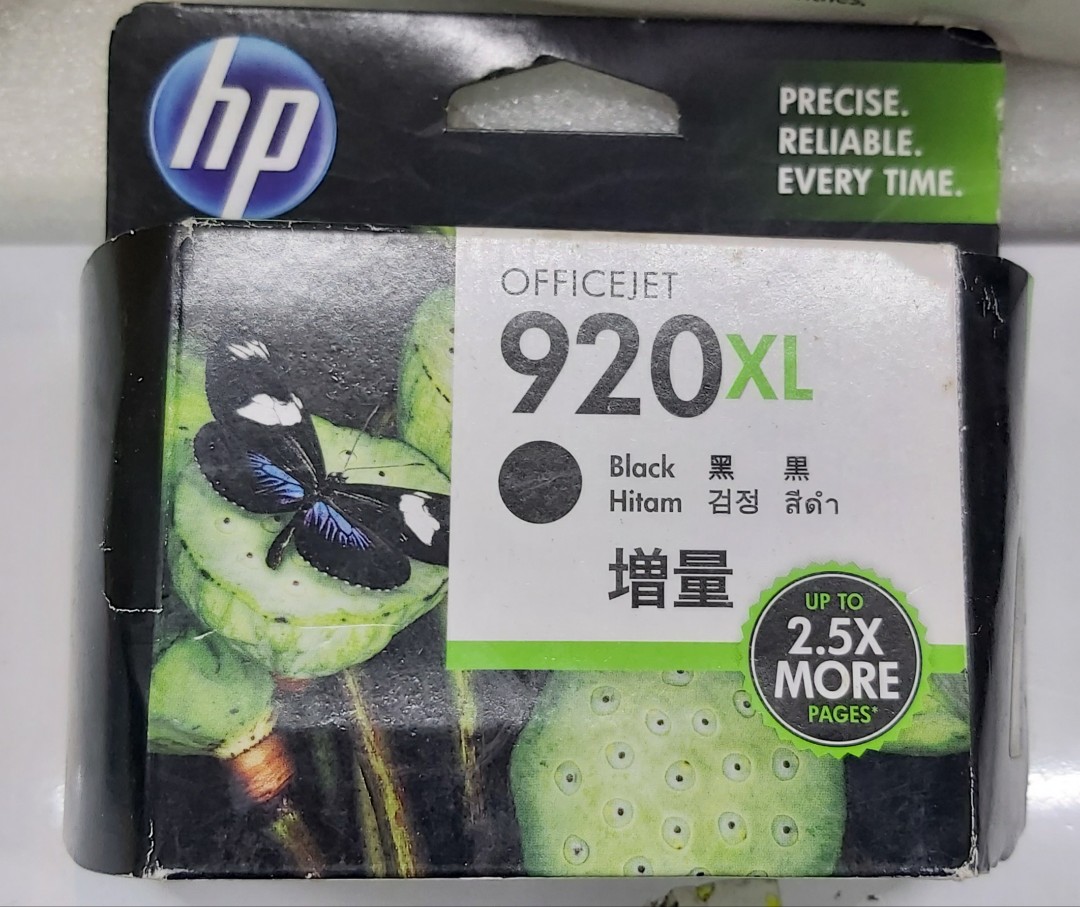 hp
PRECISE.
RELIABLE.
EVERY TIME.
OFFICEJET
920XL
Black 黑 黒
Hitam 검정 สีดำ
増量
UP TO
2.5X
MORE
PAGES*